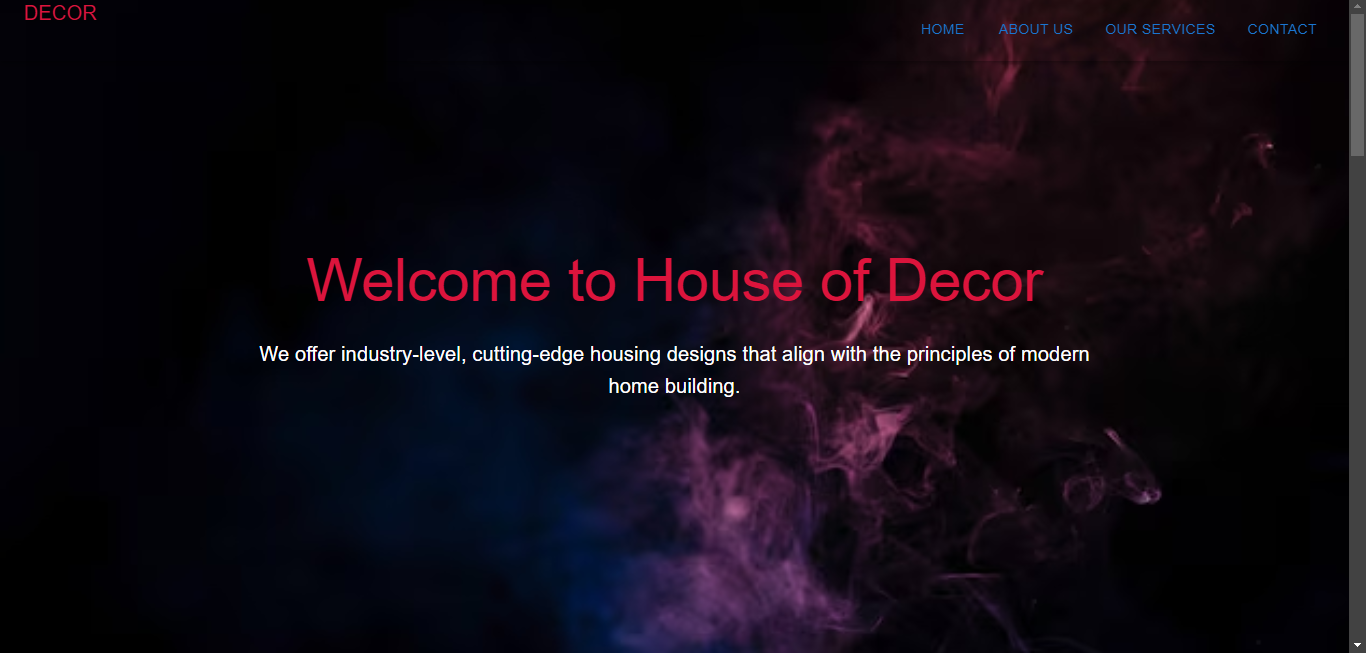 DECOR
HOME ABOUT US OUR SERVICES CONTACT
Welcome to House of Decor
We offer industry-level, cutting-edge housing designs that align with the principles of modern
home building.